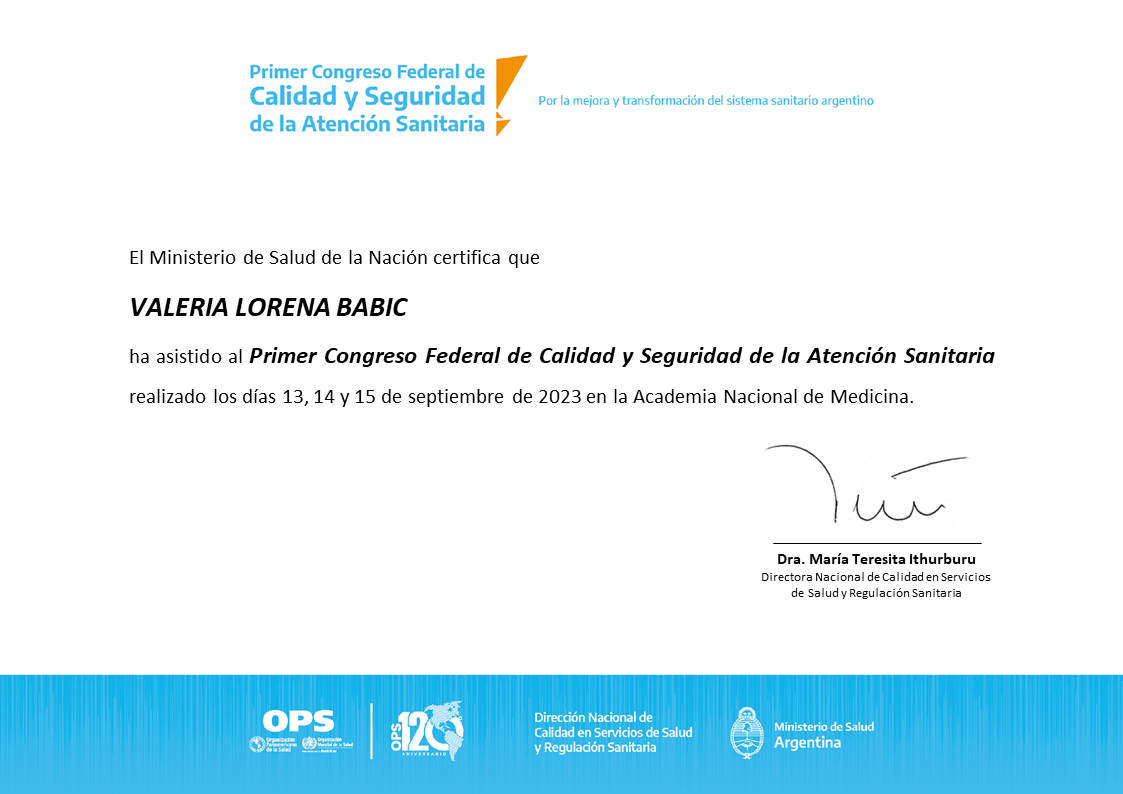 Primer Congreso Federal de
Calidad y Seguridad
de la Atención Sanitaria
Por la mejora y transformación del sistema sanitario argentino
El Ministerio de Salud de la Nación certifica que
VALERIA LORENA BABIC
ha asistido al Primer Congreso Federal de Calidad y Seguridad de la Atención Sanitaria
realizado los días 13, 14 y 15 de septiembre de 2023 en la Academia Nacional de Medicina.
Dra. María Teresita Ithurburu
Directora Nacional de Calidad en Servicios
de Salud y Regulación Sanitaria
OPS
Organización
Panamericana
de la Salud
Organización
Mundial de la Salud
OPS
120
ANIVERSARIO
Dirección Nacional de
Calidad en Servicios de Salud
y Regulación Sanitaria
Ministerio de Salud
Argentina